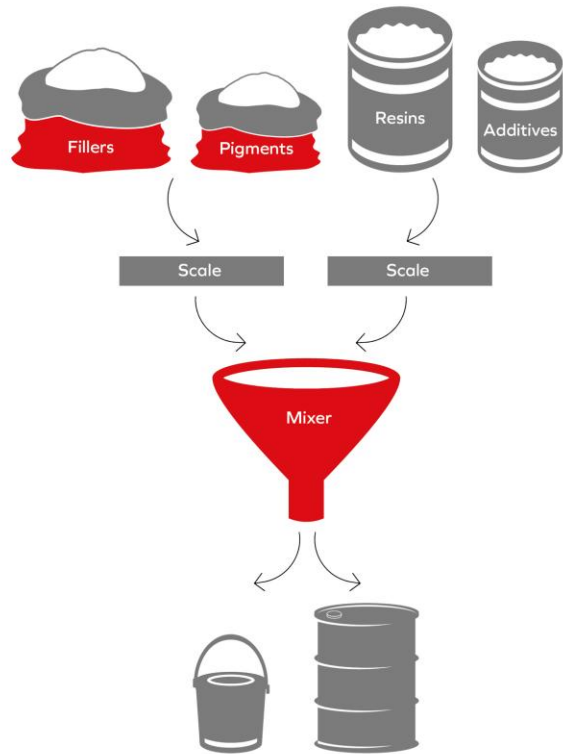 Fillers
Pigments
Resins
Additives
Scale
Scale
Mixer